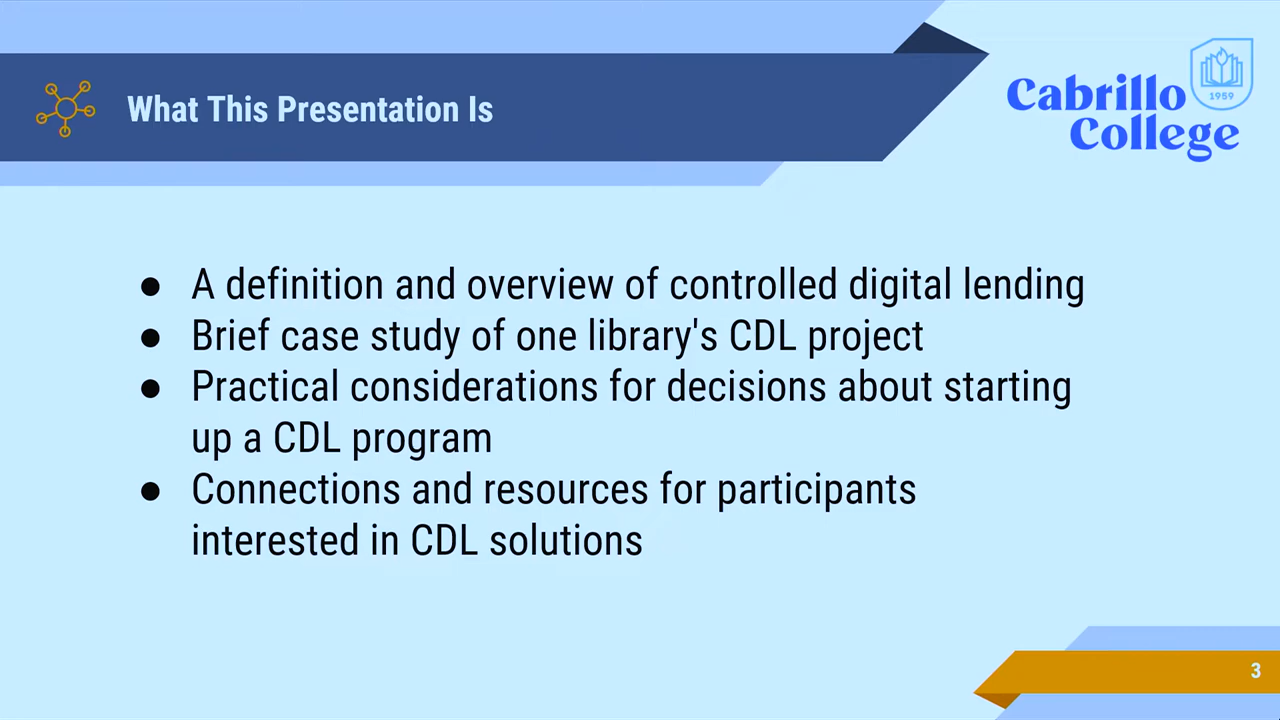 What This Presentation Is
Cabrillo
College
1959
● A definition and overview of controlled digital lending
● Brief case study of one library's CDL project
● Practical considerations for decisions about starting
up a CDL program
● Connections and resources for participants
interested in CDL solutions
3